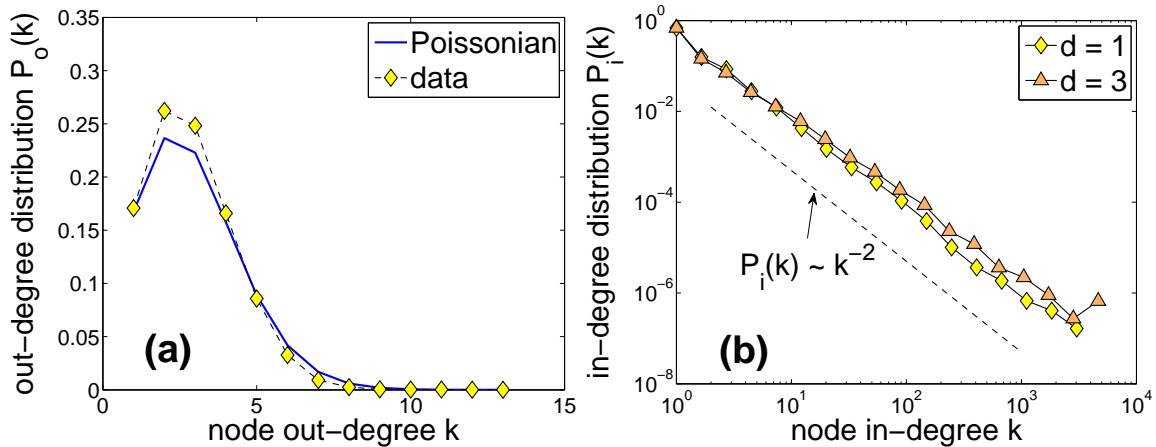 out−degree distribution P_o(k)
0.35
0.3
0.25
0.2
0.15
0.1
0.05
0
Poissonian
data
(a)
0 5 10 15
node out−degree k
in−degree distribution P_i(k)
10^0
10^−2
10^−4
10^−6
10^−8
d = 1
d = 3
P_i(k) ~ k^−2
(b)
10^0 10^1 10^2 10^3 10^4
node in−degree k